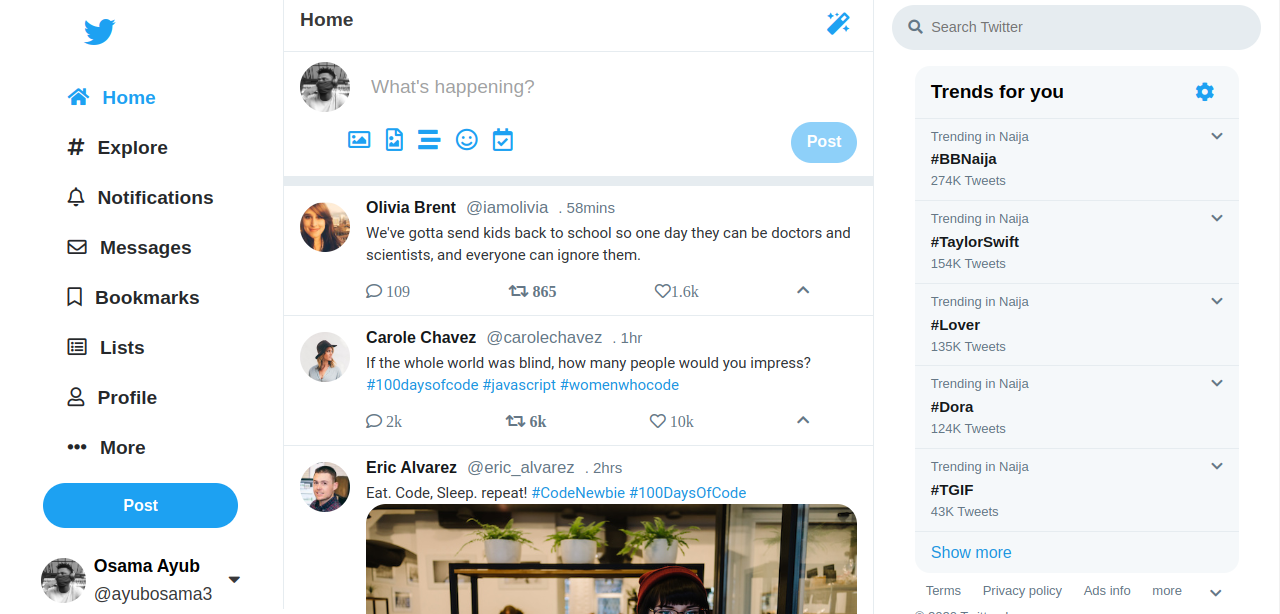 Home
Explore
Notifications
Messages
Bookmarks
Lists
Profile
More
Post
Osama Ayub
@ayubosama3
Home
What's happening?
Post
Olivia Brent @iamolivia . 58mins
We've gotta send kids back to school so one day they can be doctors and
scientists, and everyone can ignore them.
109 865 1.6k
Carole Chavez @carolechavez . 1hr
If the whole world was blind, how many people would you impress?
#100daysofcode #javascript #womenwhocode
2k 6k 10k
Eric Alvarez @eric_alvarez . 2hrs
Eat. Code, Sleep. repeat! #CodeNewbie #100DaysOfCode
Search Twitter
Trends for you
Trending in Naija
#BBNaija
274K Tweets
Trending in Naija
#TaylorSwift
154K Tweets
Trending in Naija
#Lover
135K Tweets
Trending in Naija
#Dora
124K Tweets
Trending in Naija
#TGIF
43K Tweets
Show more
Terms Privacy policy Ads info more